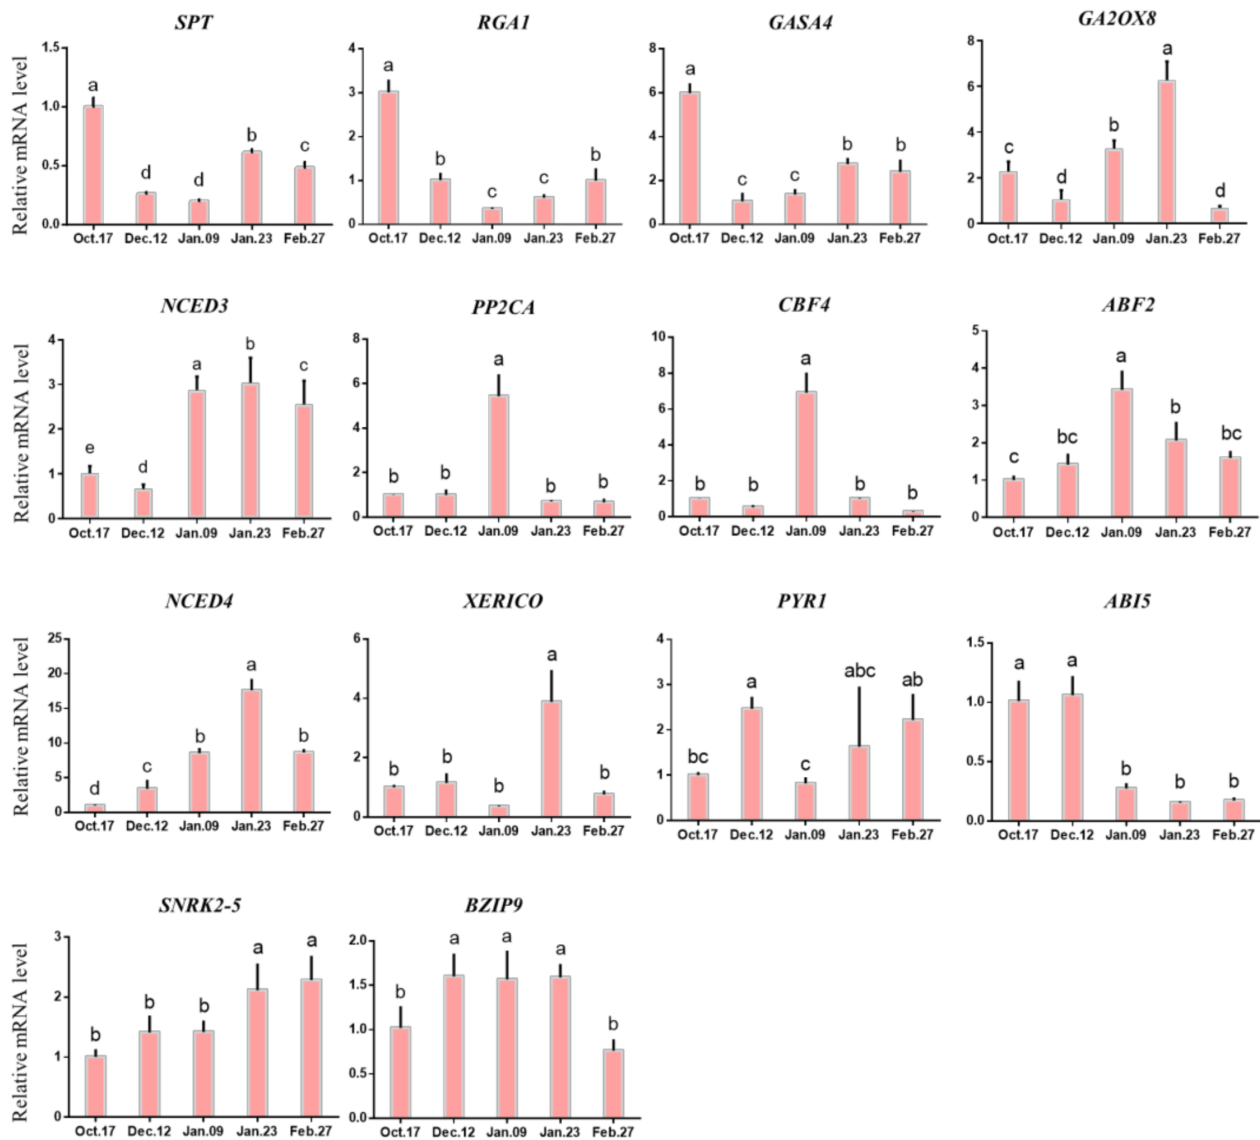 SPT RGA1 GASA4 GA2OX8
Relative mRNA level
1.5 1.0 0.5 0.0
a d d b c
Oct.17 Dec.12 Jan.09 Jan.23 Feb.27
4 3 2 1 0
a b c c b
Oct.17 Dec.12 Jan.09 Jan.23 Feb.27
8 6 4 2 0
a c c b b
Oct.17 Dec.12 Jan.09 Jan.23 Feb.27
8 6 4 2 0
c d b a d
Oct.17 Dec.12 Jan.09 Jan.23 Feb.27
NCED3 PP2CA CBF4 ABF2
Relative mRNA level
4 3 2 1 0
e d a b c
Oct.17 Dec.12 Jan.09 Jan.23 Feb.27
8 6 4 2 0
b b a b b
Oct.17 Dec.12 Jan.09 Jan.23 Feb.27
10 8 6 4 2 0
b b a b b
Oct.17 Dec.12 Jan.09 Jan.23 Feb.27
5 4 3 2 1 0
c bc a b bc
Oct.17 Dec.12 Jan.09 Jan.23 Feb.27
NCED4 XERICO PYR1 ABI5
Relative mRNA level
25 20 15 10 5 0
d c b a b
Oct.17 Dec.12 Jan.09 Jan.23 Feb.27
6 4 2 0
b b b a b
Oct.17 Dec.12 Jan.09 Jan.23 Feb.27
4 3 2 1 0
bc a c abc ab
Oct.17 Dec.12 Jan.09 Jan.23 Feb.27
1.5 1.0 0.5 0.0
a a b b b
Oct.17 Dec.12 Jan.09 Jan.23 Feb.27
SNRK2-5 BZIP9
Relative mRNA level
3 2 1 0
b b b a a
Oct.17 Dec.12 Jan.09 Jan.23 Feb.27
2.0 1.5 1.0 0.5 0.0
b a a a b
Oct.17 Dec.12 Jan.09 Jan.23 Feb.27